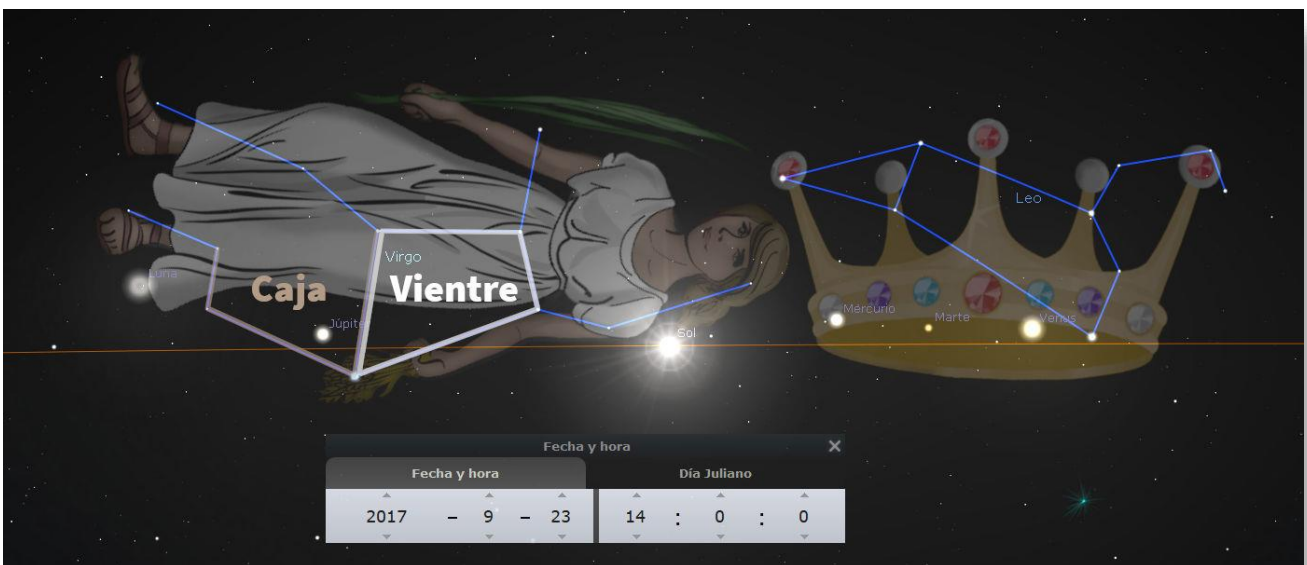 Leo
Virgo
Luna
Caja
Vientre
Mercurio
Marte
Venus
Júpiter
Sol
Fecha y hora
Fecha y hora
Día Juliano
2017 - 9 - 23
14 : 0 : 0